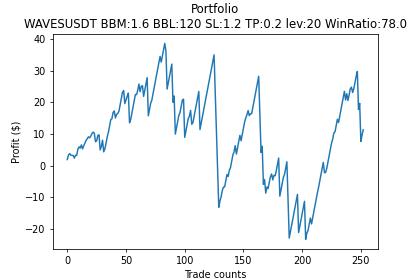 Portfolio
WAVESUSDT BBM:1.6 BBL:120 SL:1.2 TP:0.2 lev:20 WinRatio:78.0
40
30
20
10
0
−10
−20
Profit ($)
0 50 100 150 200 250
Trade counts